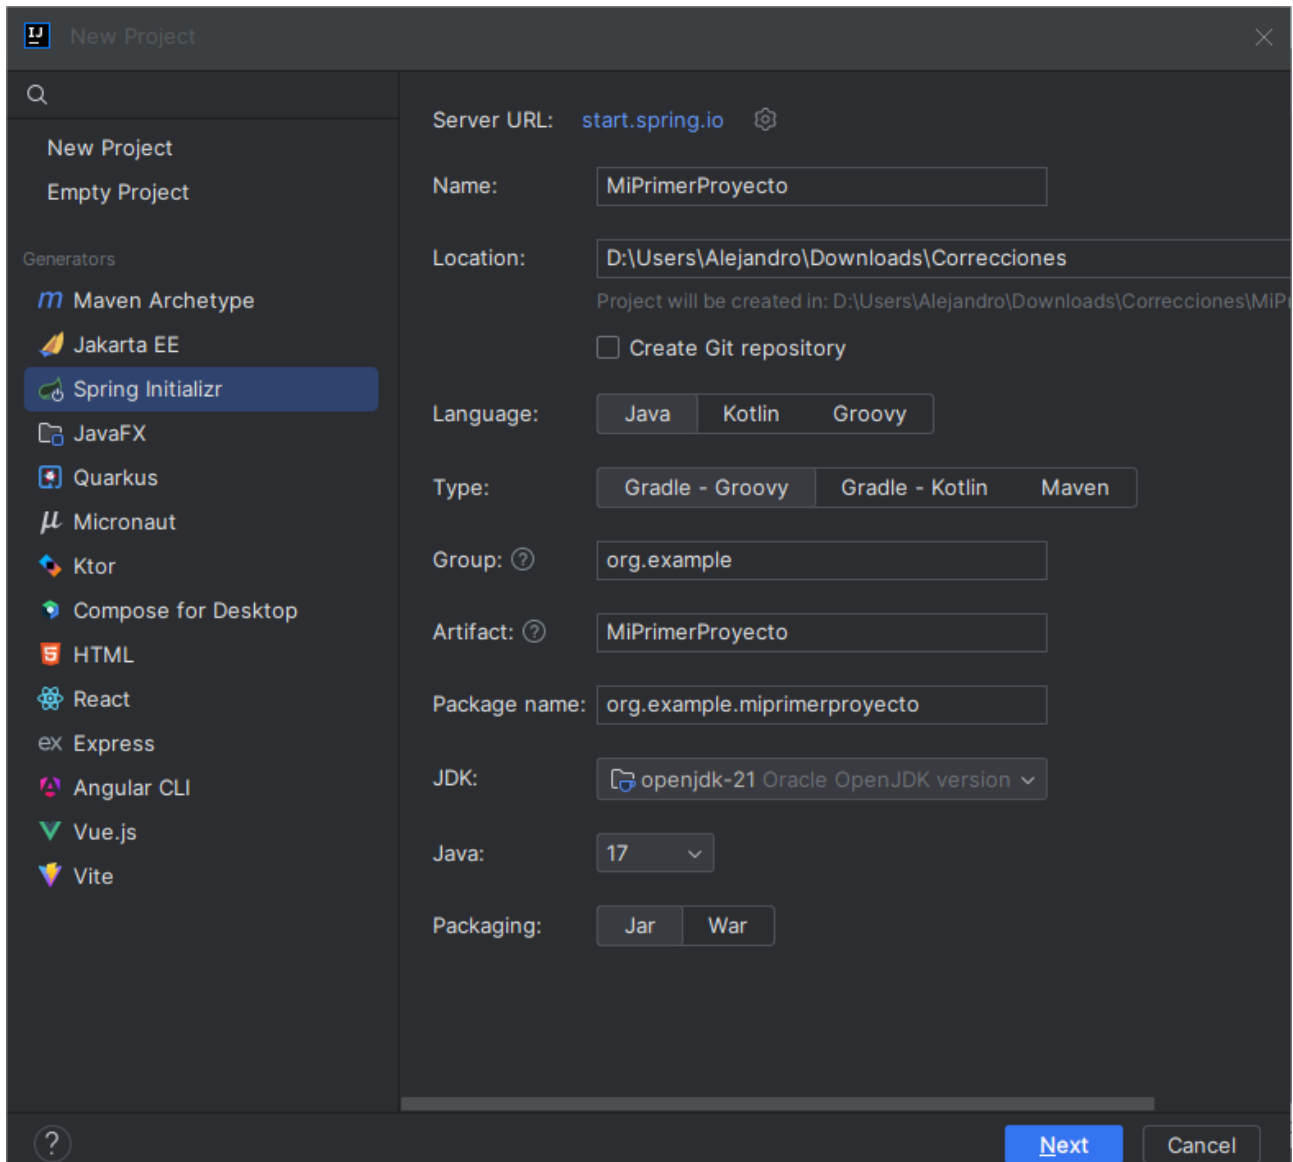 New Project
New Project
Empty Project
Generators
Maven Archetype
Jakarta EE
Spring Initializr
JavaFX
Quarkus
Micronaut
Ktor
Compose for Desktop
HTML
React
ex Express
Angular CLI
Vue.js
Vite
Server URL: start.spring.io
Name: MiPrimerProyecto
Location: D:\Users\Alejandro\Downloads\Correcciones
Project will be created in: D:\Users\Alejandro\Downloads\Correcciones\MiPr
Create Git repository
Language: Java Kotlin Groovy
Type: Gradle - Groovy Gradle - Kotlin Maven
Group: ? org.example
Artifact: ? MiPrimerProyecto
Package name: org.example.miprimerproyecto
JDK: openjdk-21 Oracle OpenJDK version
Java: 17
Packaging: Jar War
? Next Cancel